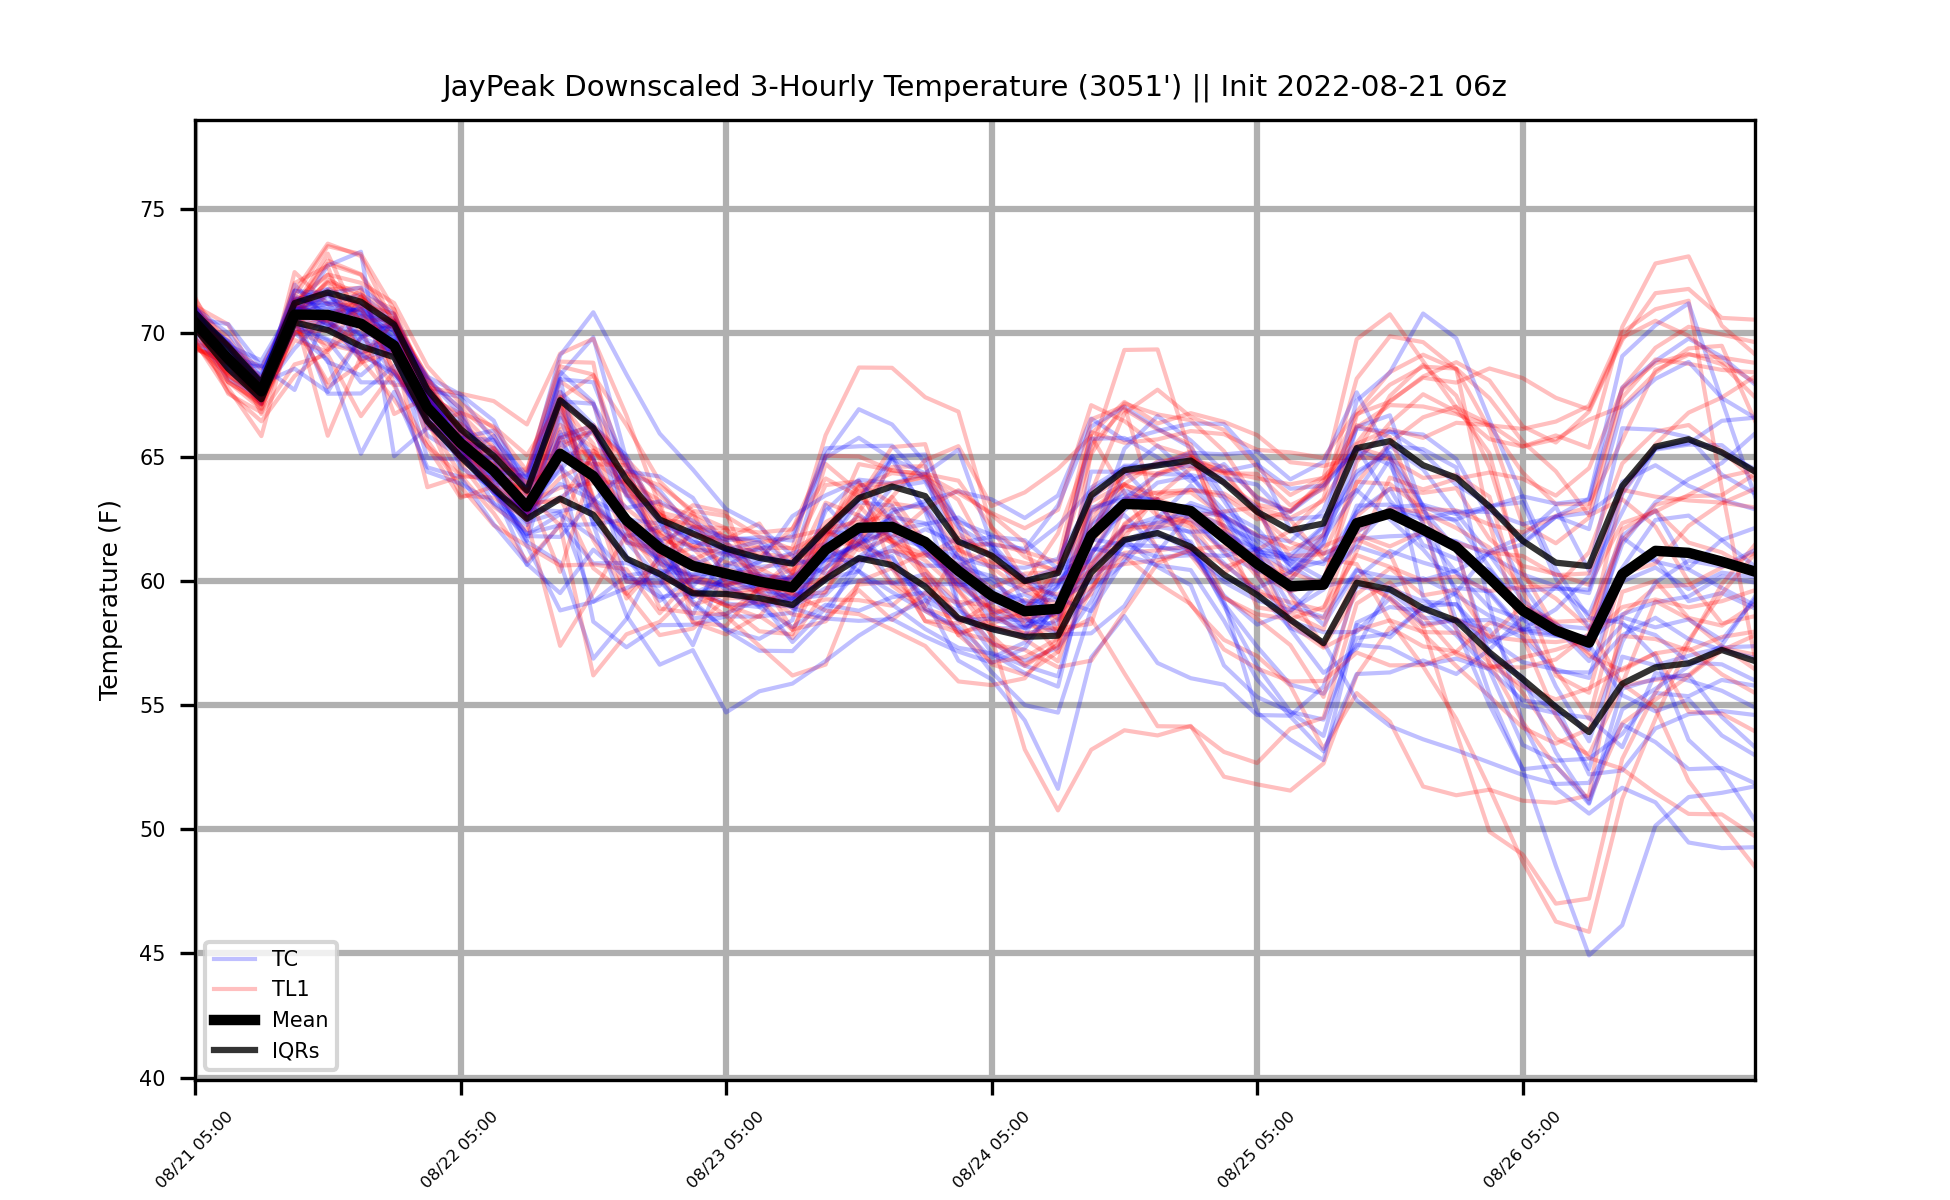 JayPeak Downscaled 3-Hourly Temperature (3051') || Init 2022-08-21 06z
Temperature (F)
75
70
65
60
55
50
45
40
TC
TL1
Mean
IQRs
08/21 05:00
08/22 05:00
08/23 05:00
08/24 05:00
08/25 05:00
08/26 05:00